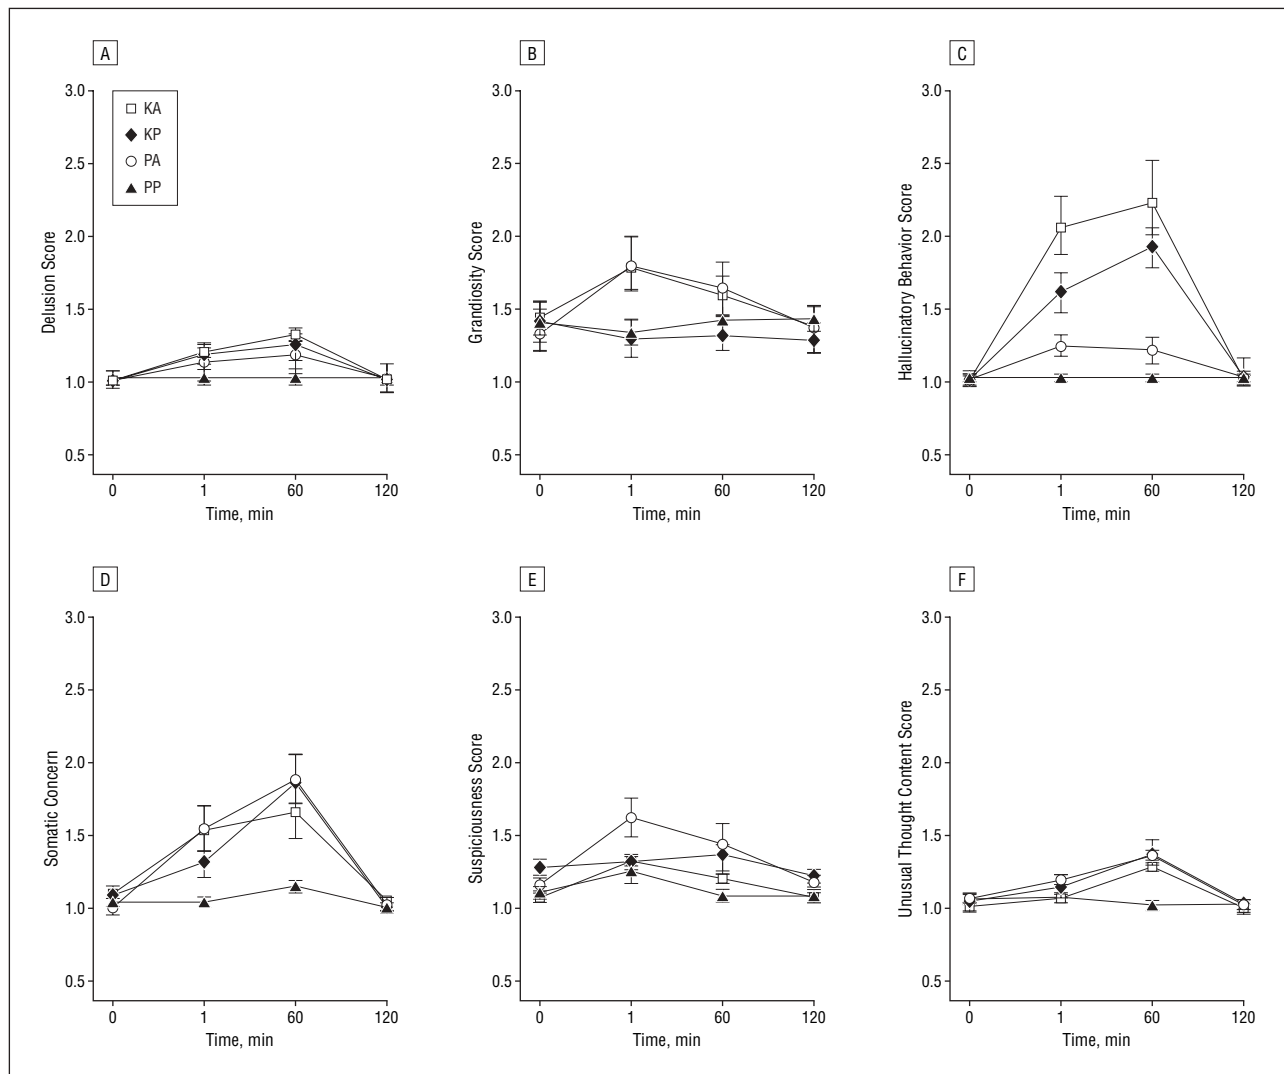 A
3.0
2.5
2.0
1.5
1.0
0.5
Delusion Score
KA
KP
PA
PP
0 1 60 120
Time, min
B
3.0
2.5
2.0
1.5
1.0
0.5
Grandiosity Score
0 1 60 120
Time, min
C
3.0
2.5
2.0
1.5
1.0
0.5
Hallucinatory Behavior Score
0 1 60 120
Time, min
D
3.0
2.5
2.0
1.5
1.0
0.5
Somatic Concern
0 1 60 120
Time, min
E
3.0
2.5
2.0
1.5
1.0
0.5
Suspiciousness Score
0 1 60 120
Time, min
F
3.0
2.5
2.0
1.5
1.0
0.5
Unusual Thought Content Score
0 1 60 120
Time, min